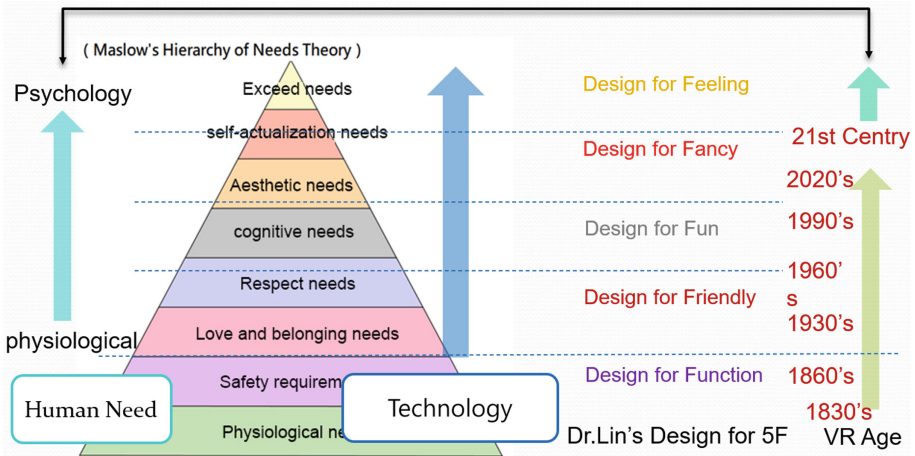 ( Maslow's Hierarchy of Needs Theory )
Psychology
physiological
Human Need
Exceed needs
self-actualization needs
Aesthetic needs
cognitive needs
Respect needs
Love and belonging needs
Safety requirem
Physiological ne
Technology
Design for Feeling
Design for Fancy
Design for Fun
Design for Friendly
Design for Function
Dr.Lin's Design for 5F
21st Centry
2020's
1990's
1960'
s
1930's
1860's
1830's
VR Age